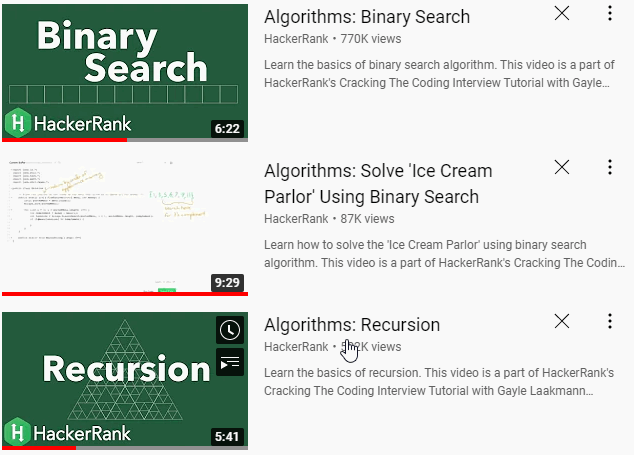 Binary
Search
HackerRank
6:22
Algorithms: Binary Search
HackerRank • 770K views
Learn the basics of binary search algorithm. This video is a part of
HackerRank's Cracking The Coding Interview Tutorial with Gayle…
9:29
Algorithms: Solve 'Ice Cream
Parlor' Using Binary Search
HackerRank • 87K views
Learn how to solve the 'Ice Cream Parlor' using binary search
algorithm. This video is a part of HackerRank's Cracking The Codin…
Recursion
HackerRank
5:41
Algorithms: Recursion
HackerRank • views
Learn the basics of recursion. This video is a part of HackerRank's
Cracking The Coding Interview Tutorial with Gayle Laakmann…